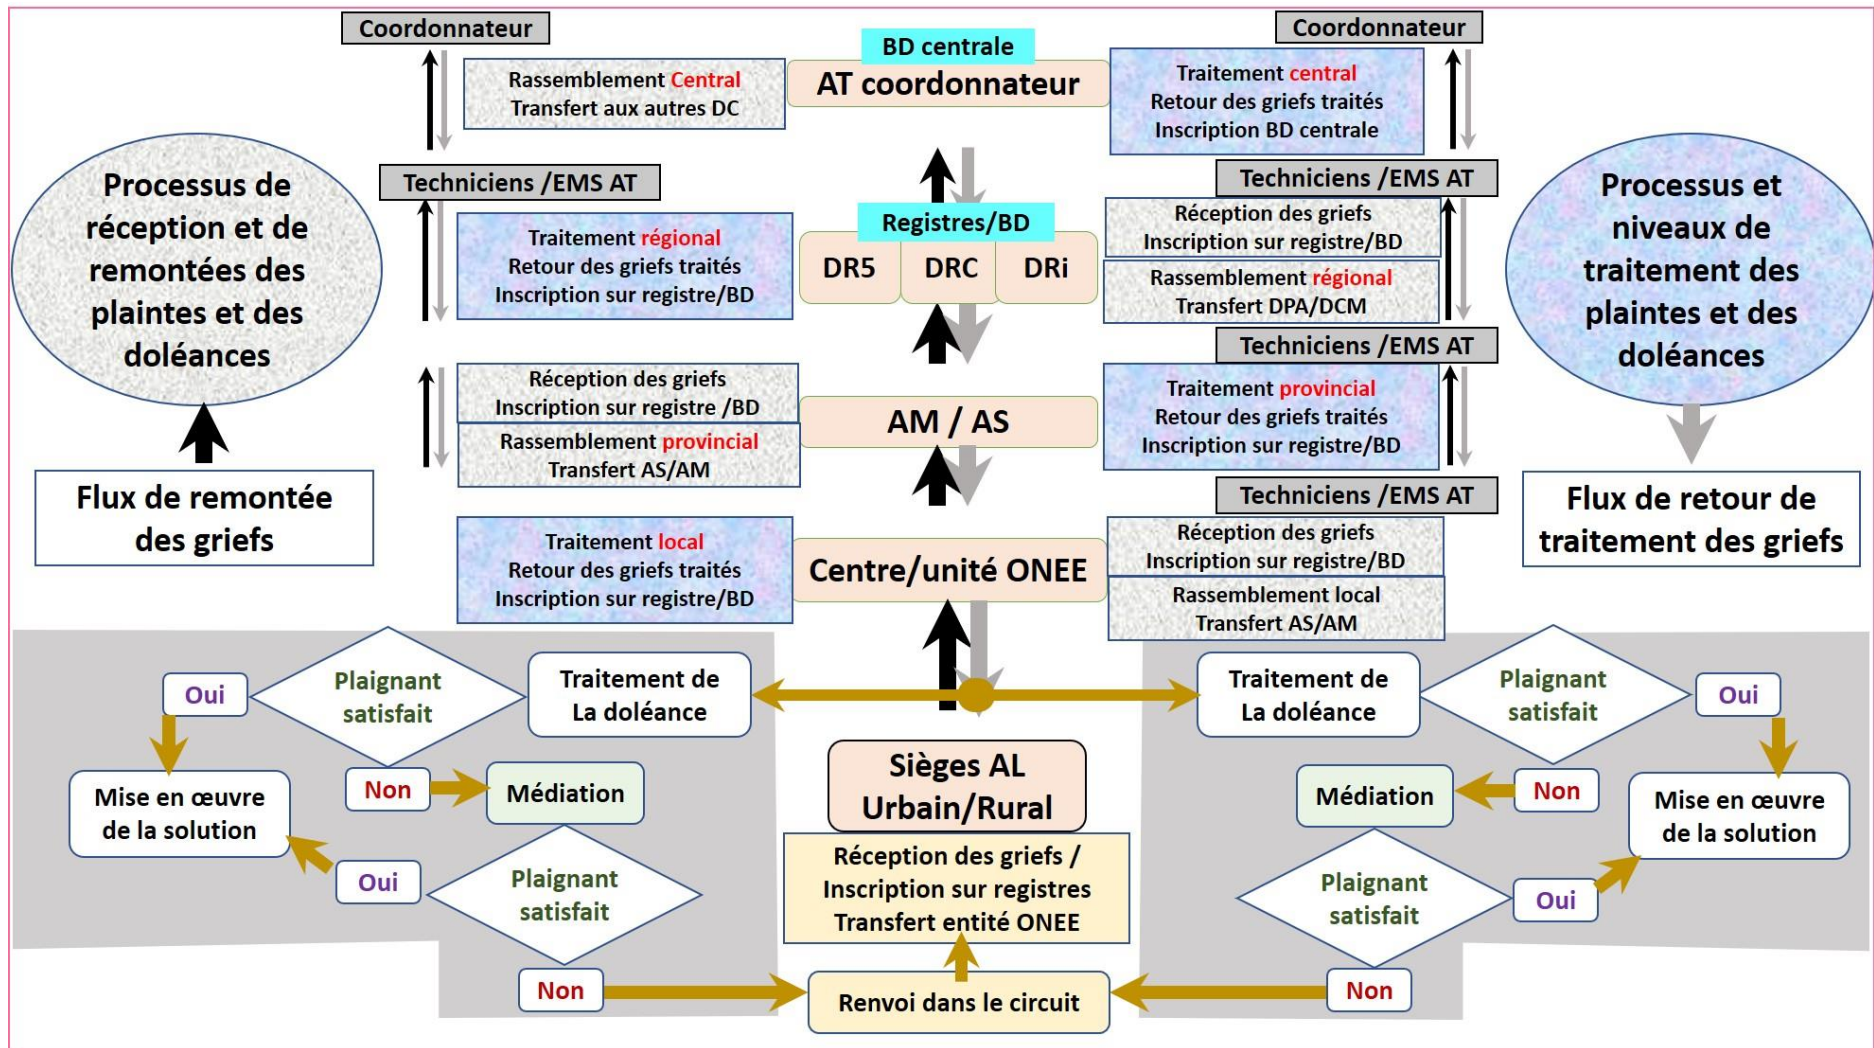 Coordonnateur
BD centrale
Coordonnateur
Rassemblement Central
Transfert aux autres DC
AT coordonnateur
Traitement central
Retour des griefs traités
Inscription BD centrale
Processus de
réception et de
remontées des
plaintes et des
doléances
Techniciens /EMS AT
Techniciens /EMS AT
Processus et
niveaux de
traitement des
plaintes et des
doléances
Traitement régional
Retour des griefs traités
Inscription sur registre/BD
Registres/BD
DR5
DRC
DRi
Réception des griefs
Inscription sur registre/BD
Rassemblement régional
Transfert DPA/DCM
Techniciens /EMS AT
Réception des griefs
Inscription sur registre /BD
Rassemblement provincial
Transfert AS/AM
AM / AS
Traitement provincial
Retour des griefs traités
Inscription sur registre/BD
Flux de remontée
des griefs
Techniciens /EMS AT
Flux de retour de
traitement des griefs
Traitement local
Retour des griefs traités
Inscription sur registre/BD
Centre/unité ONEE
Réception des griefs
Inscription sur registre/BD
Rassemblement local
Transfert AS/AM
Oui
Plaignant
satisfait
Traitement de
La doléance
Traitement de
La doléance
Plaignant
satisfait
Oui
Mise en œuvre
de la solution
Non
Médiation
Sièges AL
Urbain/Rural
Médiation
Non
Mise en œuvre
de la solution
Oui
Plaignant
satisfait
Réception des griefs /
Inscription sur registres
Transfert entité ONEE
Plaignant
satisfait
Oui
Non
Renvoi dans le circuit
Non